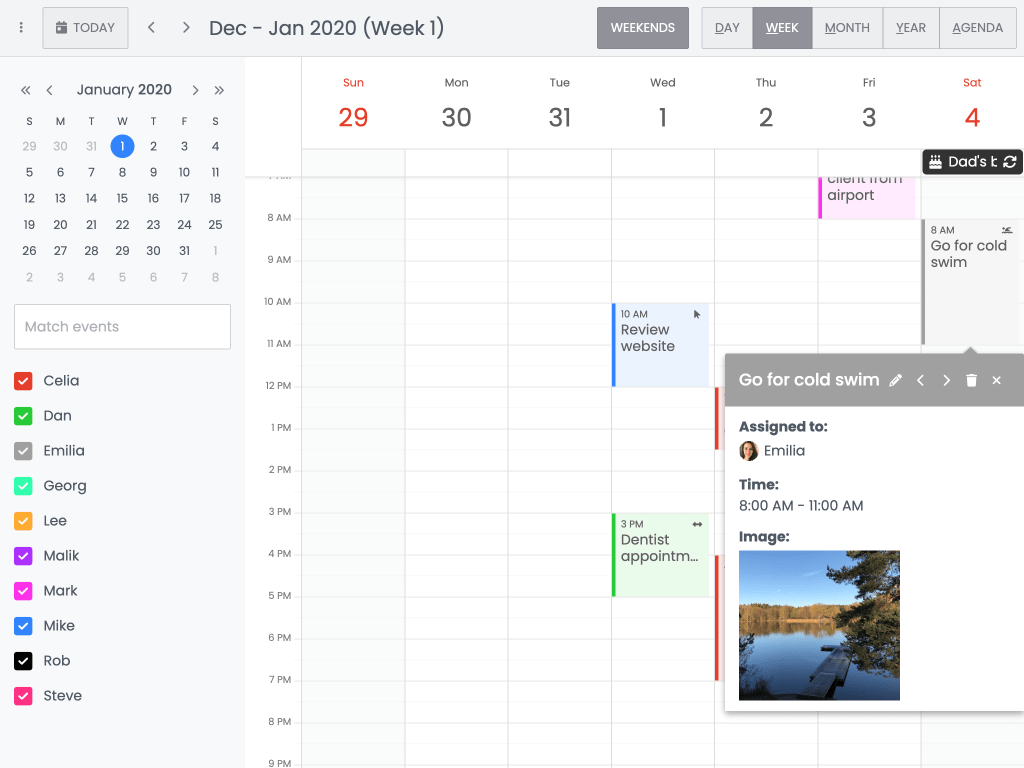 TODAY
Dec - Jan 2020 (Week 1)
WEEKENDS
DAY
WEEK
MONTH
YEAR
AGENDA
January 2020
S M T W T F S
29 30 31 1 2 3 4
5 6 7 8 9 10 11
12 13 14 15 16 17 18
19 20 21 22 23 24 25
26 27 28 29 30 31 1
2 3 4 5 6 7 8
Match events
Celia
Dan
Emilia
Georg
Lee
Malik
Mark
Mike
Rob
Steve
Sun Mon Tue Wed Thu Fri Sat
29 30 31 1 2 3 4
Dad's b
client from
airport
8 AM
9 AM
10 AM
11 AM
12 PM
1 PM
2 PM
3 PM
4 PM
5 PM
6 PM
7 PM
8 PM
9 PM
10 AM
Review
website
3 PM
Dentist
appointm...
8 AM
Go for cold
swim
Go for cold swim
Assigned to:
Emilia
Time:
8:00 AM - 11:00 AM
Image: